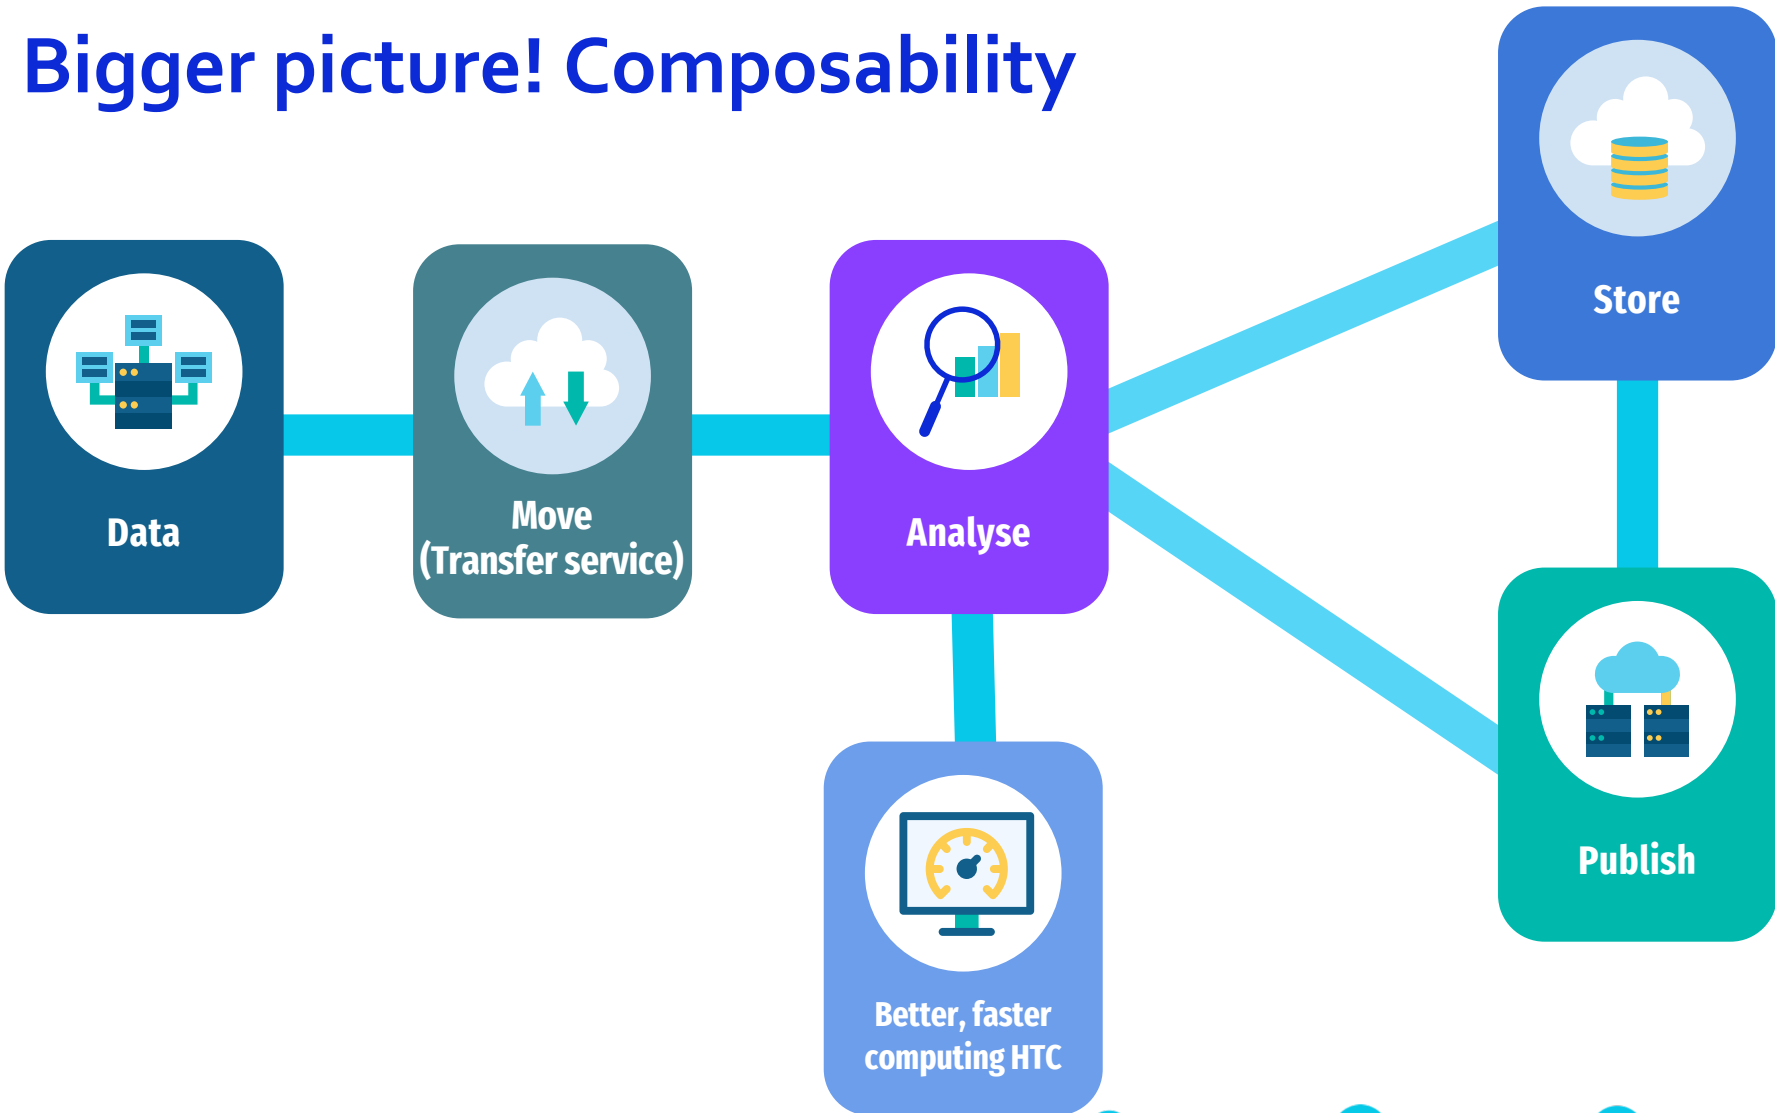 Bigger picture! Composability
Data
Move
(Transfer service)
Analyse
Store
Publish
Better, faster
computing HTC